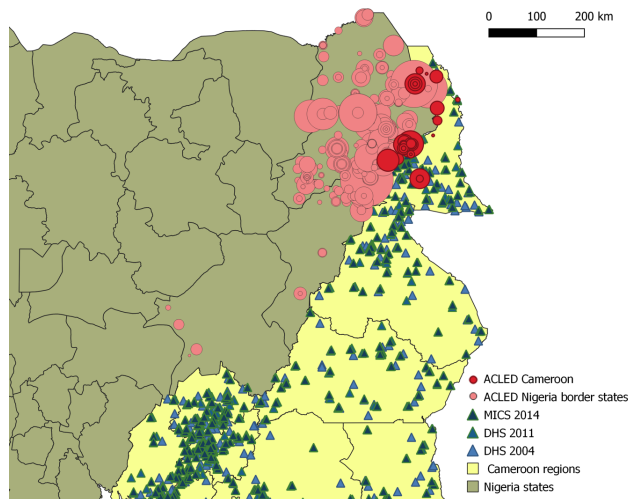 0 100 200 km
ACLED Cameroon
ACLED Nigeria border states
MICS 2014
DHS 2011
DHS 2004
Cameroon regions
Nigeria states